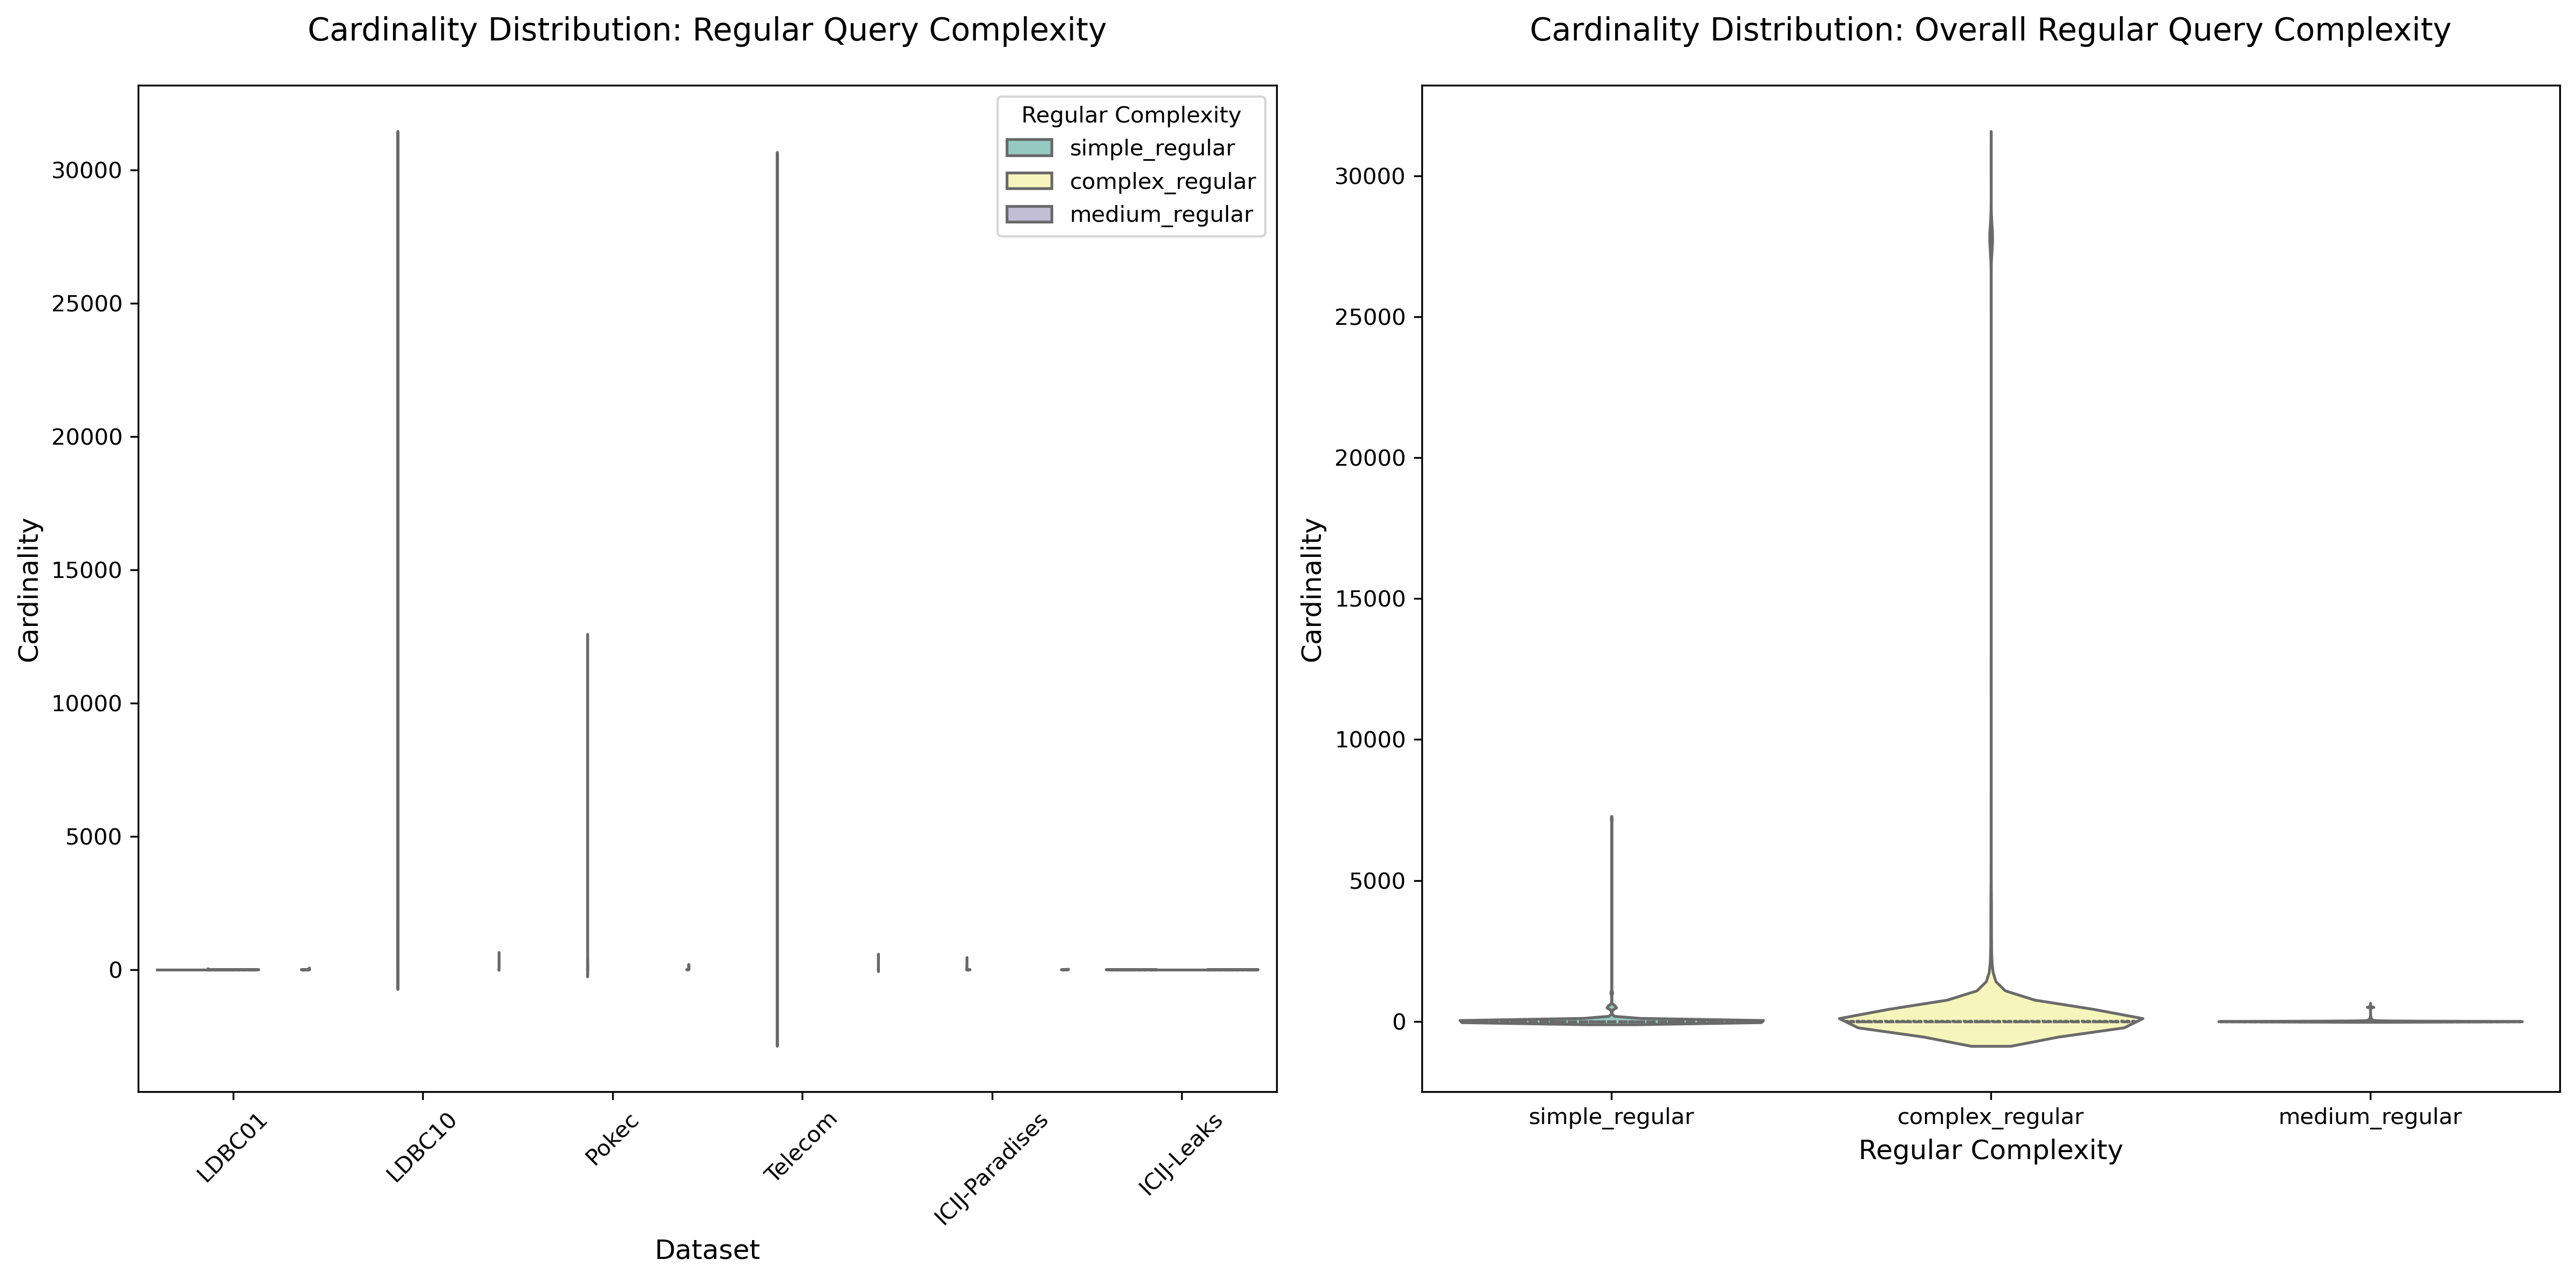 Cardinality Distribution: Regular Query Complexity
Cardinality
30000
25000
20000
15000
10000
5000
0
Regular Complexity
simple_regular
complex_regular
medium_regular
LDBC01
LDBC10
Pokec
Telecom
ICIJ-Paradises
ICIJ-Leaks
Dataset
Cardinality Distribution: Overall Regular Query Complexity
Cardinality
30000
25000
20000
15000
10000
5000
0
simple_regular
complex_regular
medium_regular
Regular Complexity